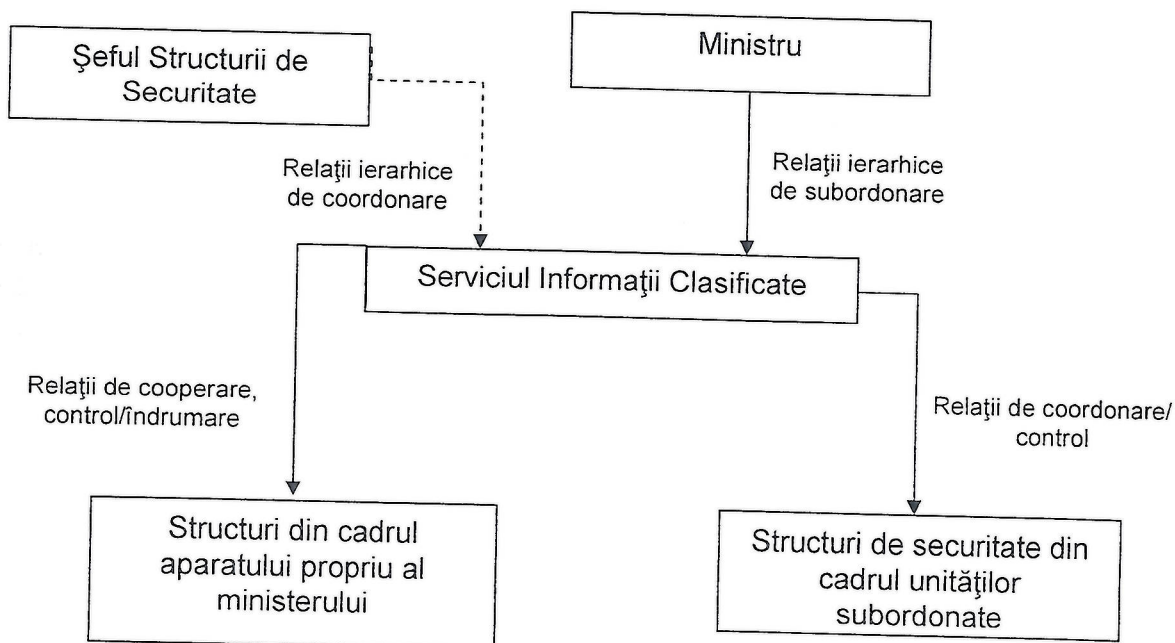 Şeful Structurii de
Securitate
Ministru
Relaţii ierarhice
de coordonare
Relaţii ierarhice
de subordonare
Serviciul Informaţii Clasificate
Relaţii de cooperare,
control/îndrumare
Relaţii de coordonare/
control
Structuri din cadrul
aparatului propriu al
ministerului
Structuri de securitate din
cadrul unităţilor
subordonate